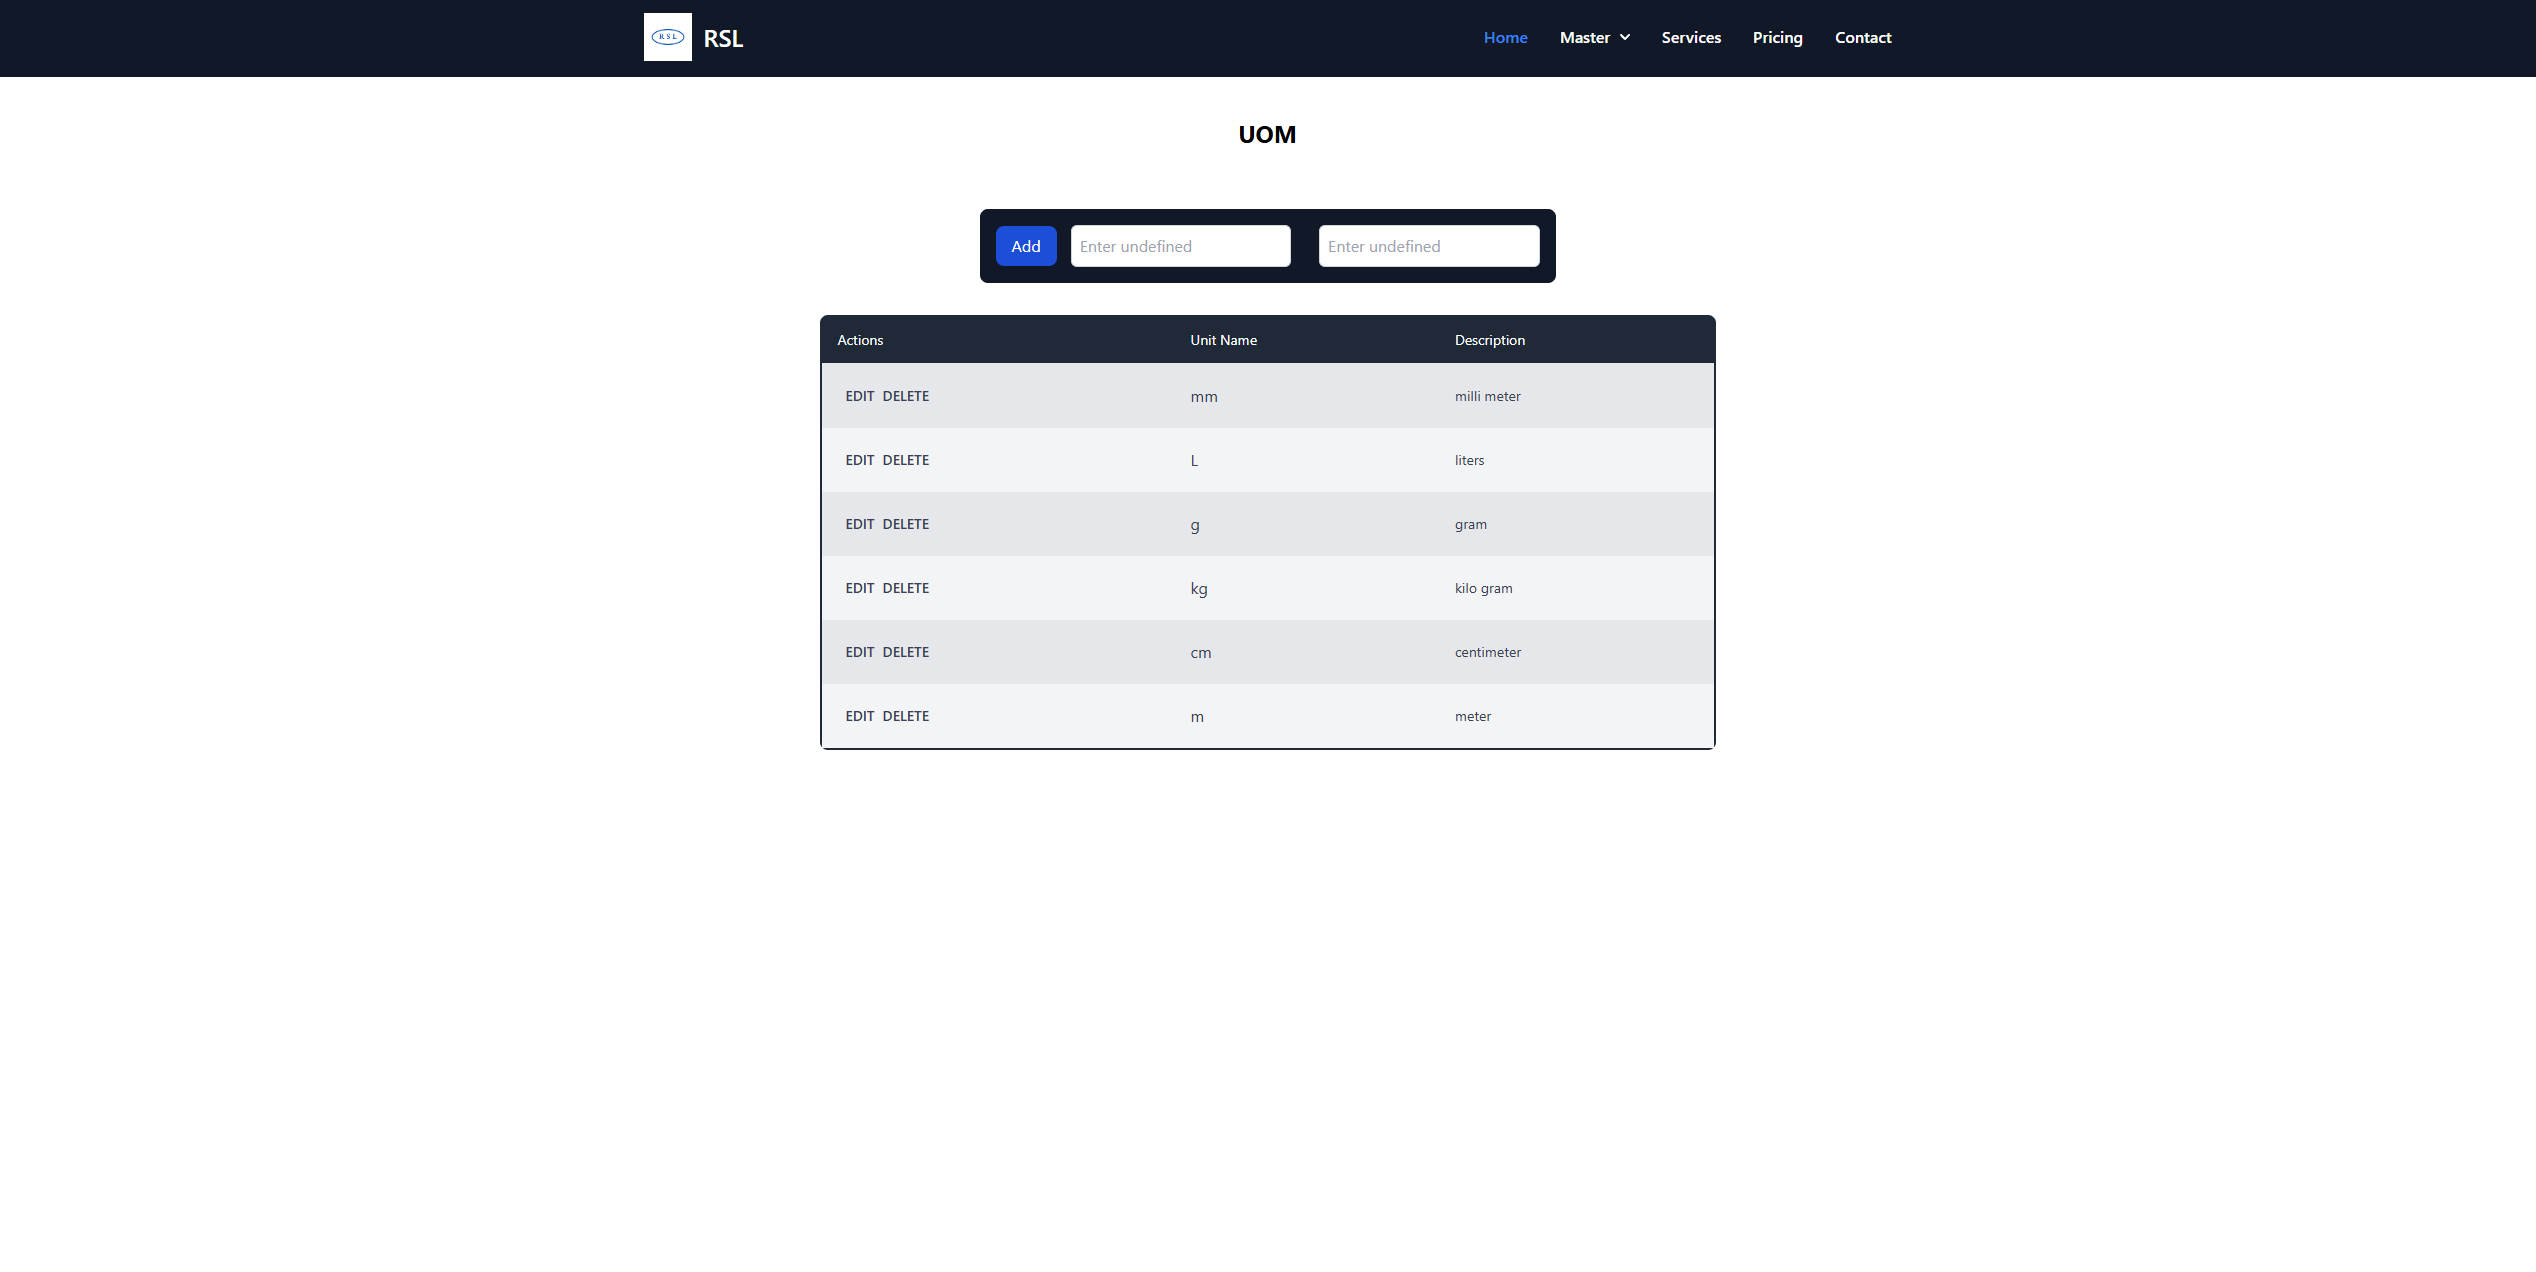 RSL RSL Home Master Services Pricing Contact
UOM
Add Enter undefined Enter undefined
Actions Unit Name Description
EDIT DELETE mm milli meter
EDIT DELETE L liters
EDIT DELETE g gram
EDIT DELETE kg kilo gram
EDIT DELETE cm centimeter
EDIT DELETE m meter